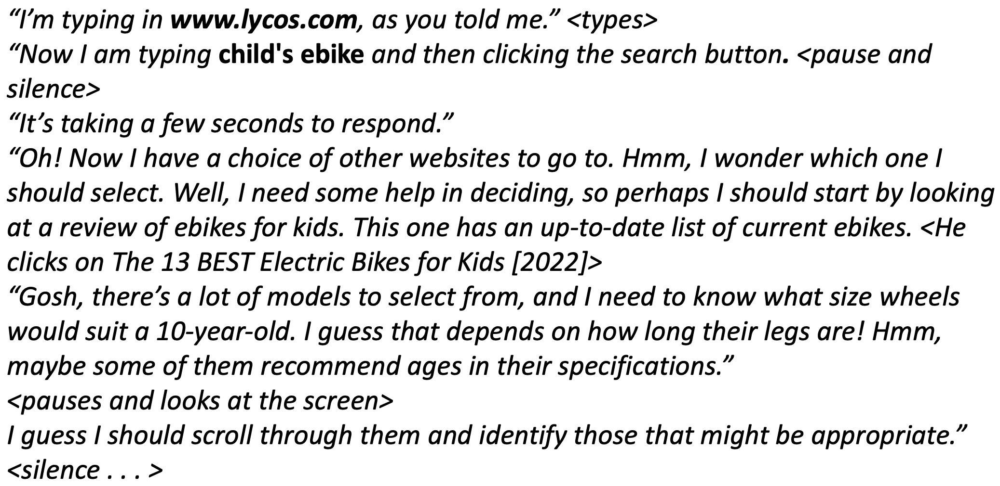 “I’m typing in www.lycos.com, as you told me.” <types>
“Now I am typing child's ebike and then clicking the search button. <pause and
silence>
“It’s taking a few seconds to respond.”
“Oh! Now I have a choice of other websites to go to. Hmm, I wonder which one I
should select. Well, I need some help in deciding, so perhaps I should start by looking
at a review of ebikes for kids. This one has an up-to-date list of current ebikes. <He
clicks on The 13 BEST Electric Bikes for Kids [2022]>
“Gosh, there’s a lot of models to select from, and I need to know what size wheels
would suit a 10-year-old. I guess that depends on how long their legs are! Hmm,
maybe some of them recommend ages in their specifications.”
<pauses and looks at the screen>
I guess I should scroll through them and identify those that might be appropriate.”
<silence . . . >